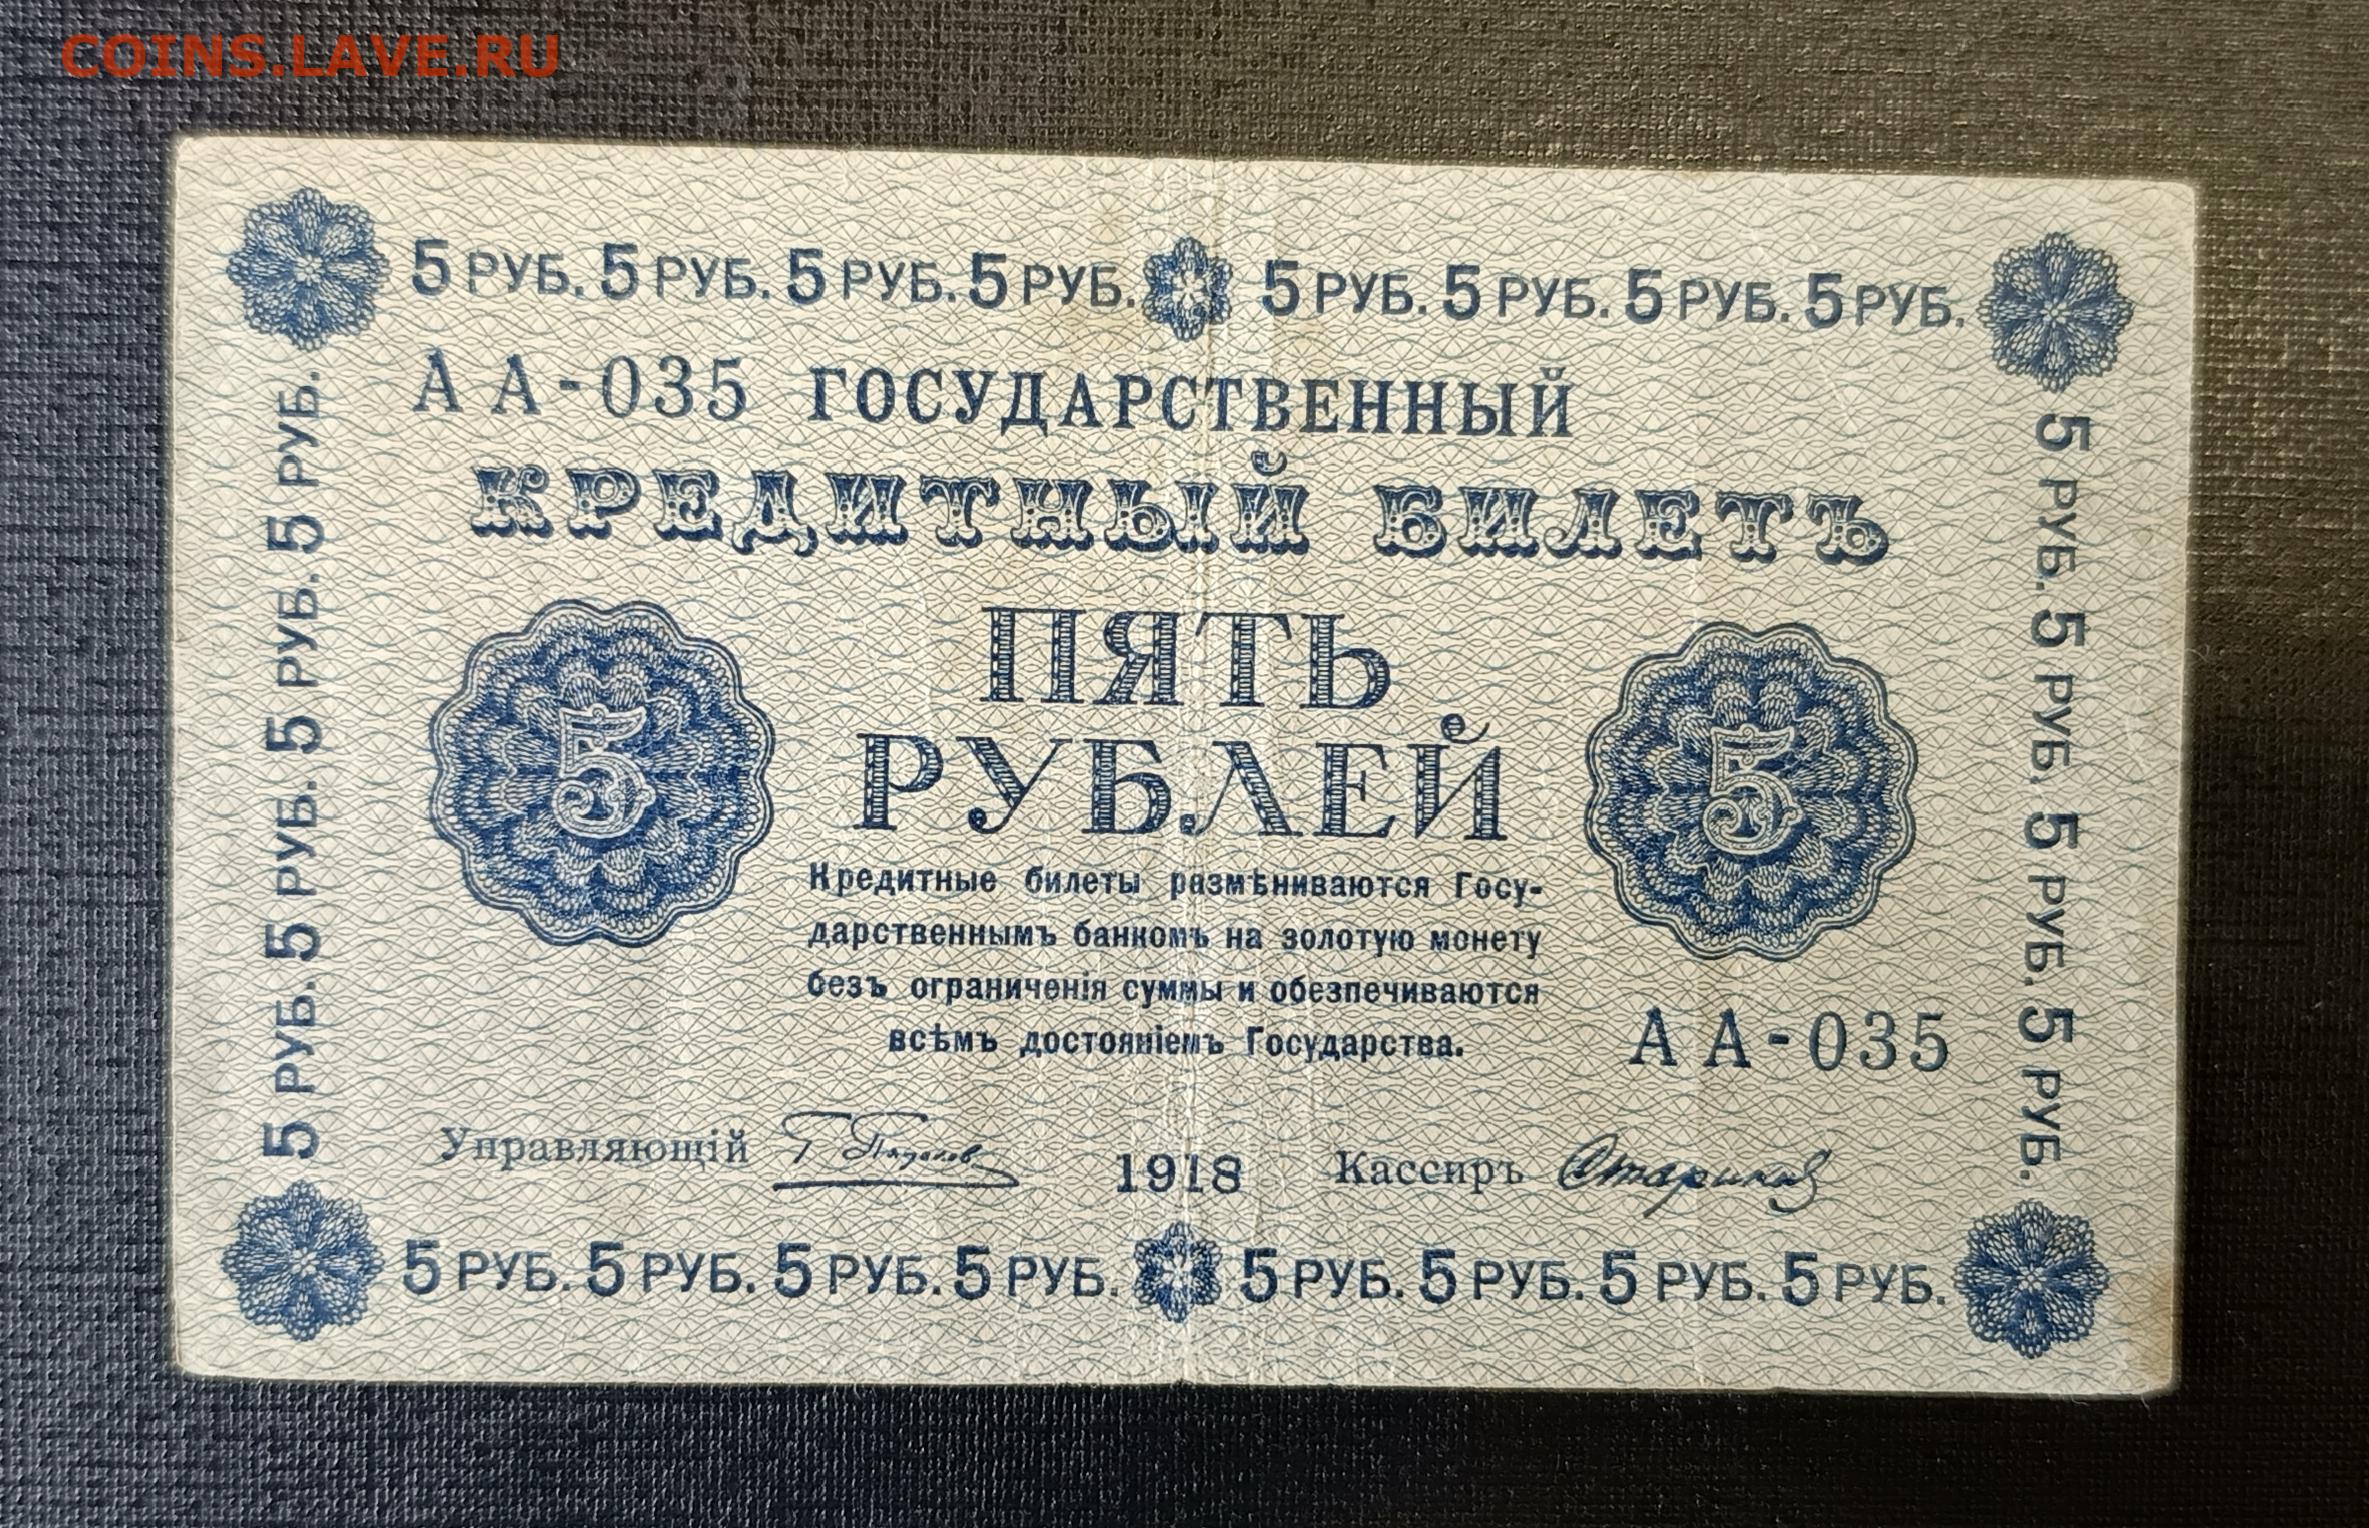 COINS.LAVE.RU
5 РУБ. 5 РУБ. 5 РУБ. 5 РУБ. 5 РУБ. 5 РУБ. 5 РУБ. 5 РУБ.
АА-035 ГОСУДАРСТВЕННЫЙ
КРЕДИТНЫЙ БИЛЕТЪ
5 РУБ. 5 РУБ. 5 РУБ. 5 РУБ.
5
ПЯТЬ
РУБЛЕЙ
5
5 РУБ. 5 РУБ. 5 РУБ. 5 РУБ.
Кредитные билеты размѣниваются Госу-
дарственнымъ банкомъ на золотую монету
безъ ограниченія суммы и обезпечиваются
всѣмъ достояніемъ Государства.
АА-035
Управляющій Г. Пятаков 1918 Кассиръ Стариков
5 РУБ. 5 РУБ. 5 РУБ. 5 РУБ. 5 РУБ. 5 РУБ. 5 РУБ. 5 РУБ.